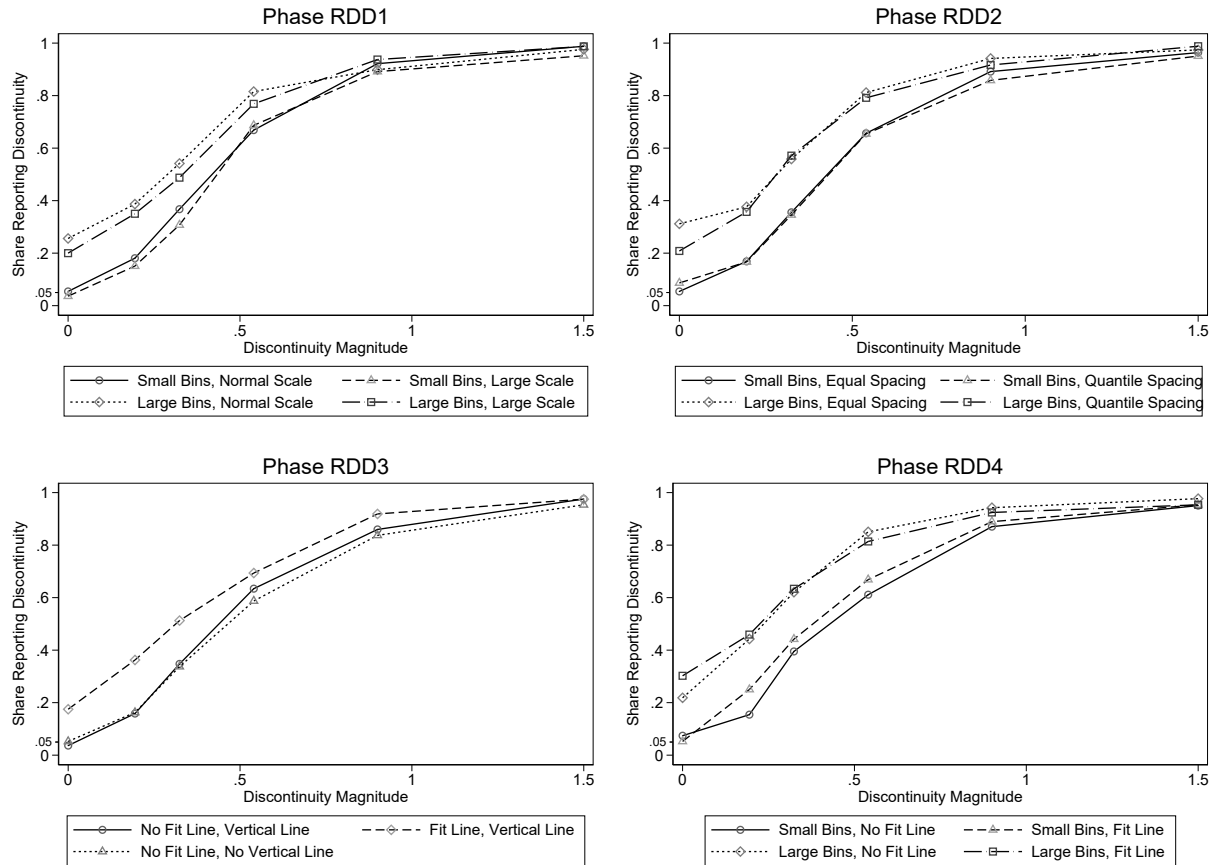 Phase RDD1
Share Reporting Discontinuity
1
.8
.6
.4
.2
.05
0
0 .5 1 1.5
Discontinuity Magnitude
Small Bins, Normal Scale Small Bins, Large Scale
Large Bins, Normal Scale Large Bins, Large Scale
Phase RDD2
Share Reporting Discontinuity
1
.8
.6
.4
.2
.05
0
0 .5 1 1.5
Discontinuity Magnitude
Small Bins, Equal Spacing Small Bins, Quantile Spacing
Large Bins, Equal Spacing Large Bins, Quantile Spacing
Phase RDD3
Share Reporting Discontinuity
1
.8
.6
.4
.2
.05
0
0 .5 1 1.5
Discontinuity Magnitude
No Fit Line, Vertical Line Fit Line, Vertical Line
No Fit Line, No Vertical Line
Phase RDD4
Share Reporting Discontinuity
1
.8
.6
.4
.2
.05
0
0 .5 1 1.5
Discontinuity Magnitude
Small Bins, No Fit Line Small Bins, Fit Line
Large Bins, No Fit Line Large Bins, Fit Line